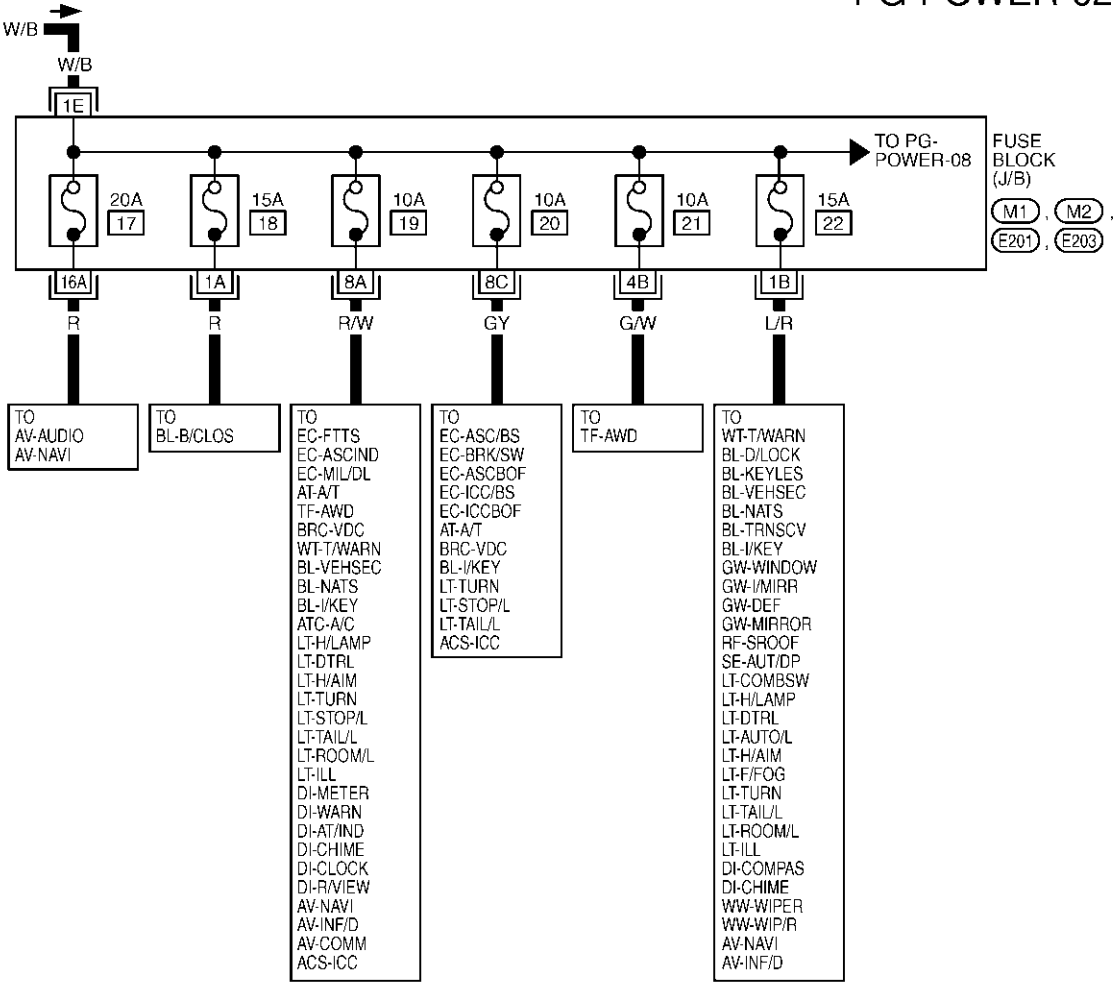 PG-POWER-02
W/B
W/B
1E
TO PG-
POWER-08
FUSE
BLOCK
(J/B)
M1 , M2 ,
E201 , E203
20A
17
15A
18
10A
19
10A
20
10A
21
15A
22
16A
1A
8A
8C
4B
1B
R
R
R/W
GY
G/W
L/R
TO
AV-AUDIO
AV-NAVI
TO
BL-B/CLOS
TO
EC-FTTS
EC-ASCIND
EC-MIL/DL
AT-A/T
TF-AWD
BRC-VDC
WT-T/WARN
BL-VEHSEC
BL-NATS
BL-I/KEY
ATC-A/C
LT-H/LAMP
LT-DTRL
LT-H/AIM
LT-TURN
LT-STOP/L
LT-TAIL/L
LT-ROOM/L
LT-ILL
DI-METER
DI-WARN
DI-AT/IND
DI-CHIME
DI-CLOCK
DI-R/VIEW
AV-NAVI
AV-INF/D
AV-COMM
ACS-ICC
TO
EC-ASC/BS
EC-BRK/SW
EC-ASCBOF
EC-ICC/BS
EC-ICCBOF
AT-A/T
BRC-VDC
BL-I/KEY
LT-TURN
LT-STOP/L
LT-TAIL/L
ACS-ICC
TO
TF-AWD
TO
WT-T/WARN
BL-D/LOCK
BL-KEYLES
BL-VEHSEC
BL-NATS
BL-TRNSCV
BL-I/KEY
GW-WINDOW
GW-I/MIRR
GW-DEF
GW-MIRROR
RF-SROOF
SE-AUT/DP
LT-COMBSW
LT-H/LAMP
LT-DTRL
LT-AUTO/L
LT-H/AIM
LT-F/FOG
LT-TURN
LT-TAIL/L
LT-ROOM/L
LT-ILL
DI-COMPAS
DI-CHIME
WW-WIPER
WW-WIP/R
AV-NAVI
AV-INF/D